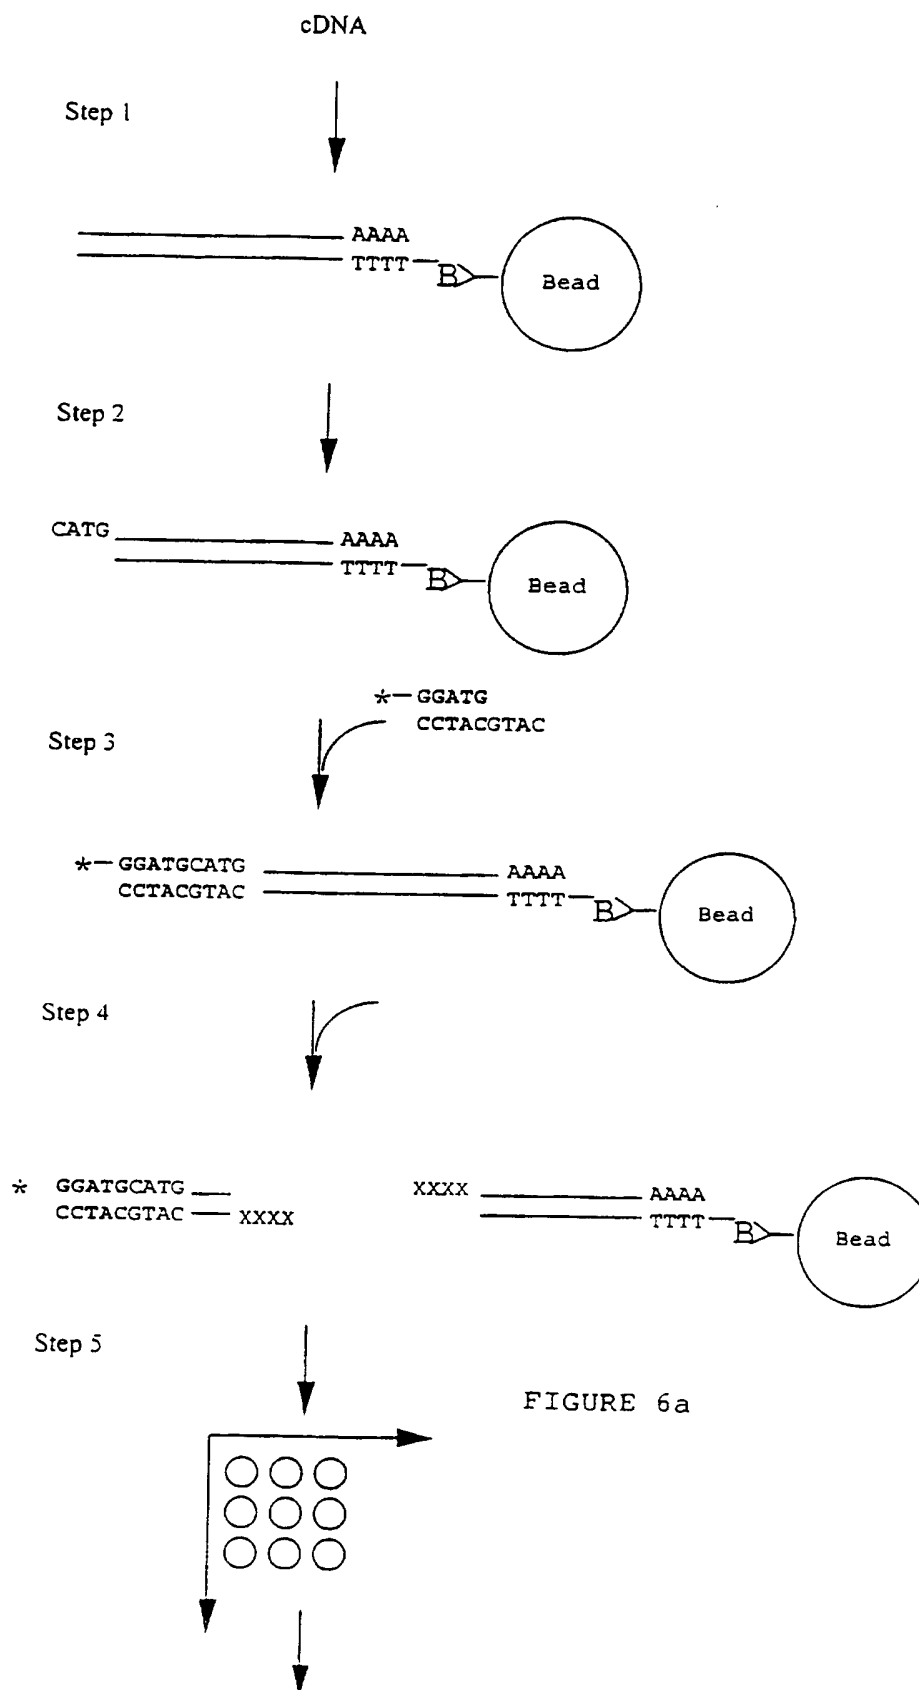 cDNA
Step 1
AAAA
TTTT
B
Bead
Step 2
CATG
AAAA
TTTT
B
Bead
*— GGATG
CCTACGTAC
Step 3
*— GGATGCATG
CCTACGTAC
AAAA
TTTT
B
Bead
Step 4
* GGATGCATG
CCTACGTAC
XXXX
XXXX
AAAA
TTTT
B
Bead
Step 5
FIGURE 6a